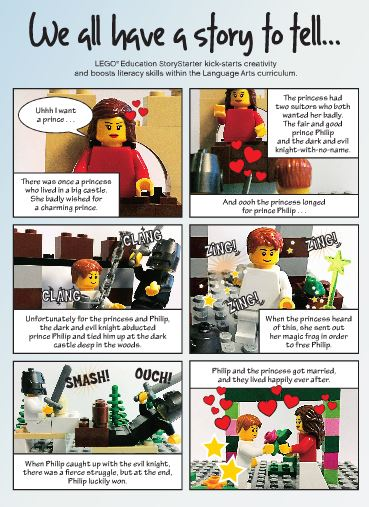 We all have a story to tell...
LEGO® Education StoryStarter kick-starts creativity
and boosts literacy skills within the Language Arts curriculum.
Uhhh I want
a prince . . .
There was once a princess
who lived in a big castle.
She badly wished for
a charming prince.
The princess had
two suitors who both
wanted her badly.
The fair and good
prince Philip
and the dark and evil
knight-with-no-name.
And oooh the princess longed
for prince Philip . . .
CLANG
CLANG
Unfortunately for the princess and Philip,
the dark and evil knight abducted
prince Philip and tied him up at the dark
castle deep in the woods.
ZING!
ZING!
ZING!
When the princess heard
of this, she sent out
her magic frog in order
to free Philip.
SMASH!
OUCH!
When Philip caught up with the evil knight,
there was a fierce struggle, but at the end,
Philip luckily won.
Philip and the princess got married,
and they lived happily ever after.